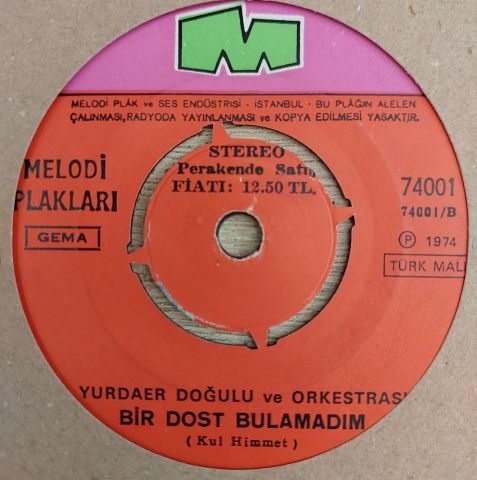 M
MELODİ PLÂK ve SES ENDÜSTRİSİ - İSTANBUL - BU PLÂĞIN ALELEN
ÇALINMASI, RADYODA YAYINLANMASI ve KOPYA EDİLMESİ YASAKTIR.
STEREO
Perakende Satış
FİATI: 12.50 TL.
MELODİ
PLAKLARI
GEMA
74001
74001/B
Ⓟ 1974
TÜRK MALI
YURDAER DOĞULU ve ORKESTRASI
BİR DOST BULAMADIM
( Kul Himmet )